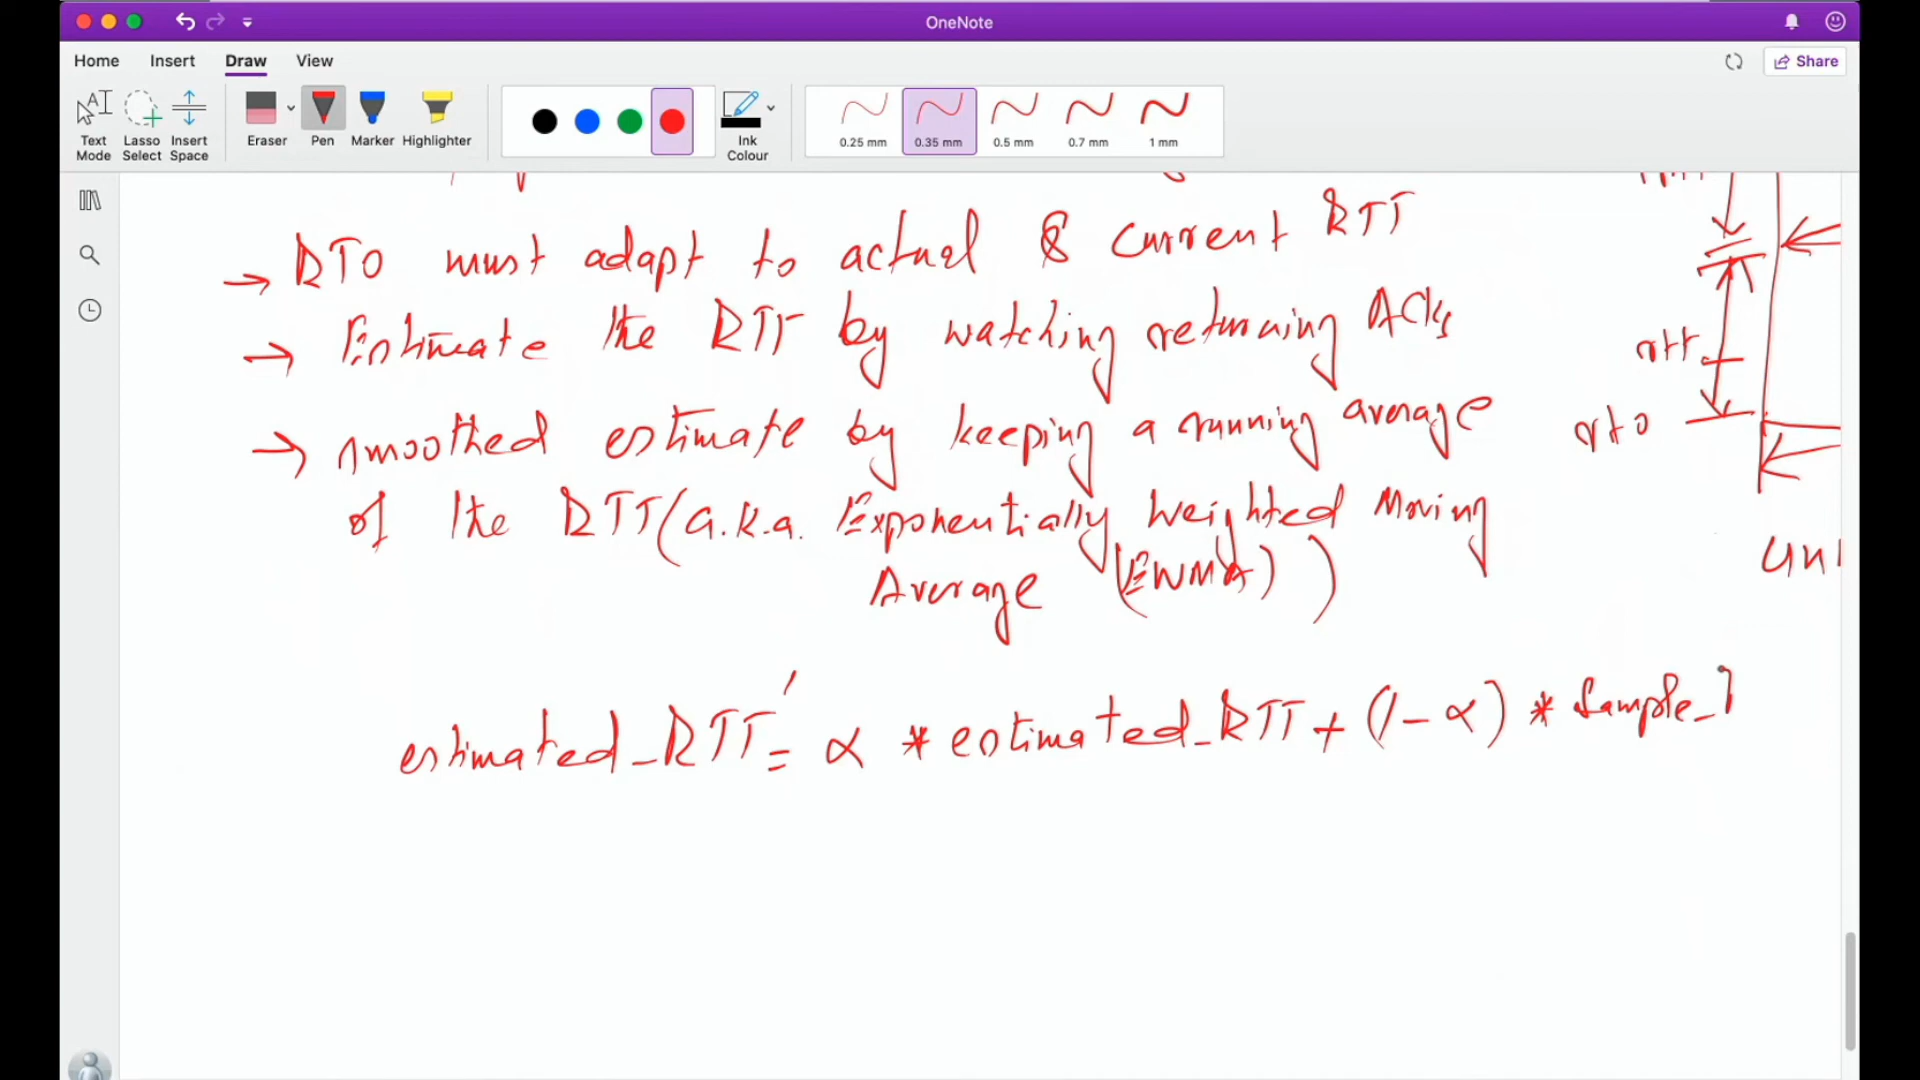 OneNote
Home Insert Draw View
Share
Text Mode
Lasso Select
Insert Space
Eraser
Pen
Marker
Highlighter
Ink Colour
0.25 mm
0.35 mm
0.5 mm
0.7 mm
1 mm
→ RTO must adapt to actual & current RTT
→ Estimate the RTT by watching returning ACKs
→ smoothed estimate by keeping a running average
of the RTT (a.k.a. Exponentially Weighted Moving
Average (EWMA))
estimated_RTT' = α * estimated_RTT + (1 - α) * Sample_
rtt
rto